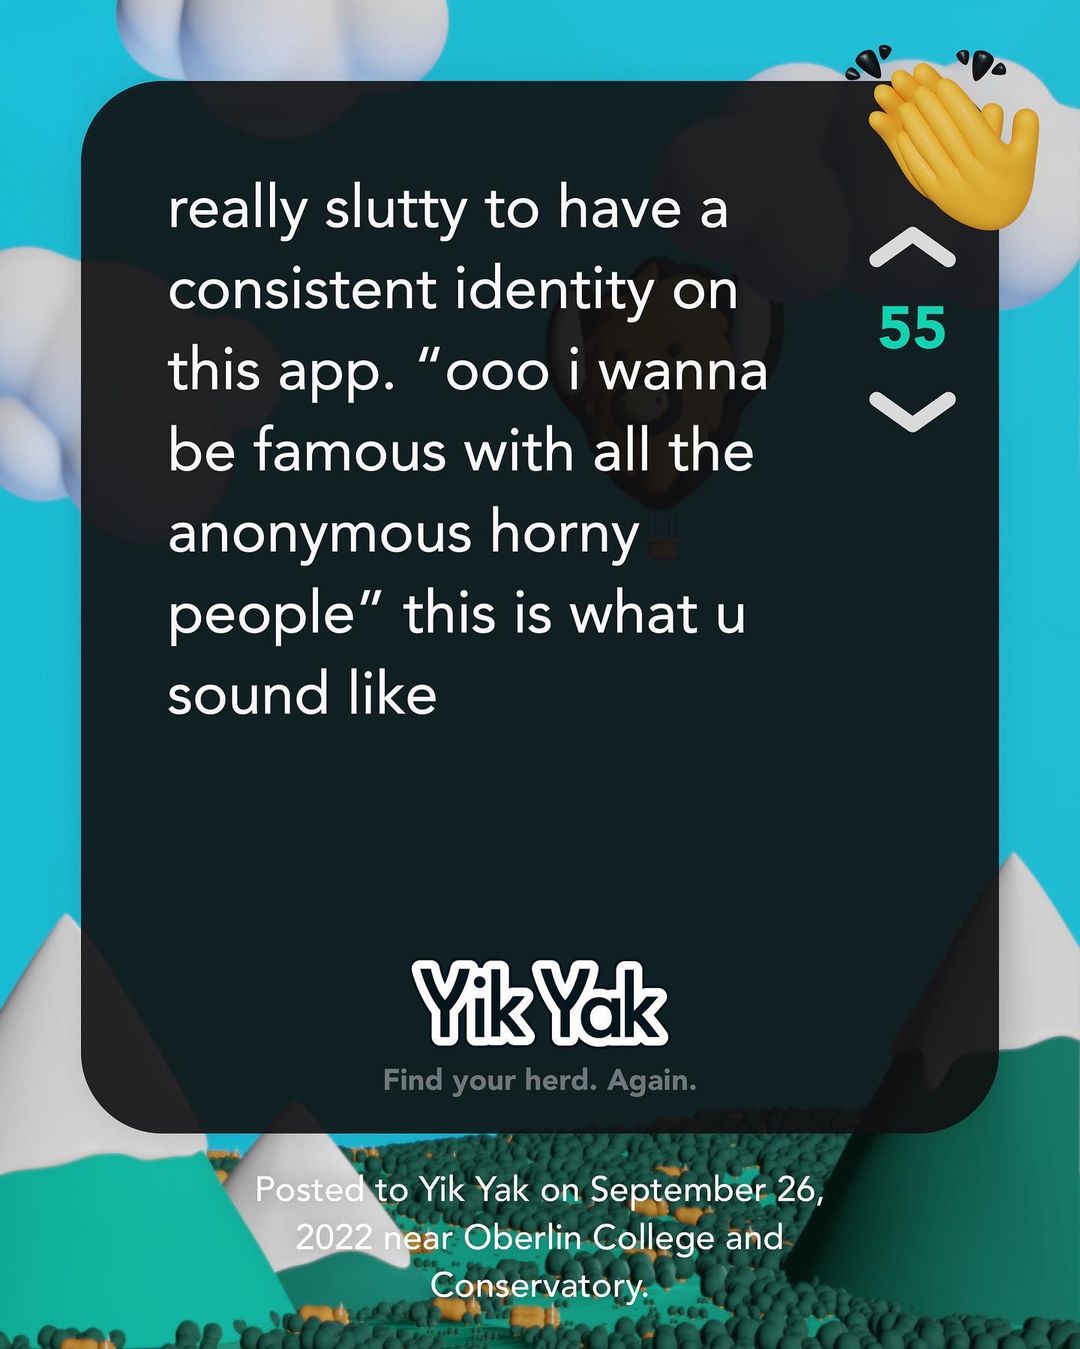 really slutty to have a
consistent identity on
this app. “ooo i wanna
be famous with all the
anonymous horny
people” this is what u
sound like
55
Yik Yak
Find your herd. Again.
Posted to Yik Yak on September 26,
2022 near Oberlin College and
Conservatory.